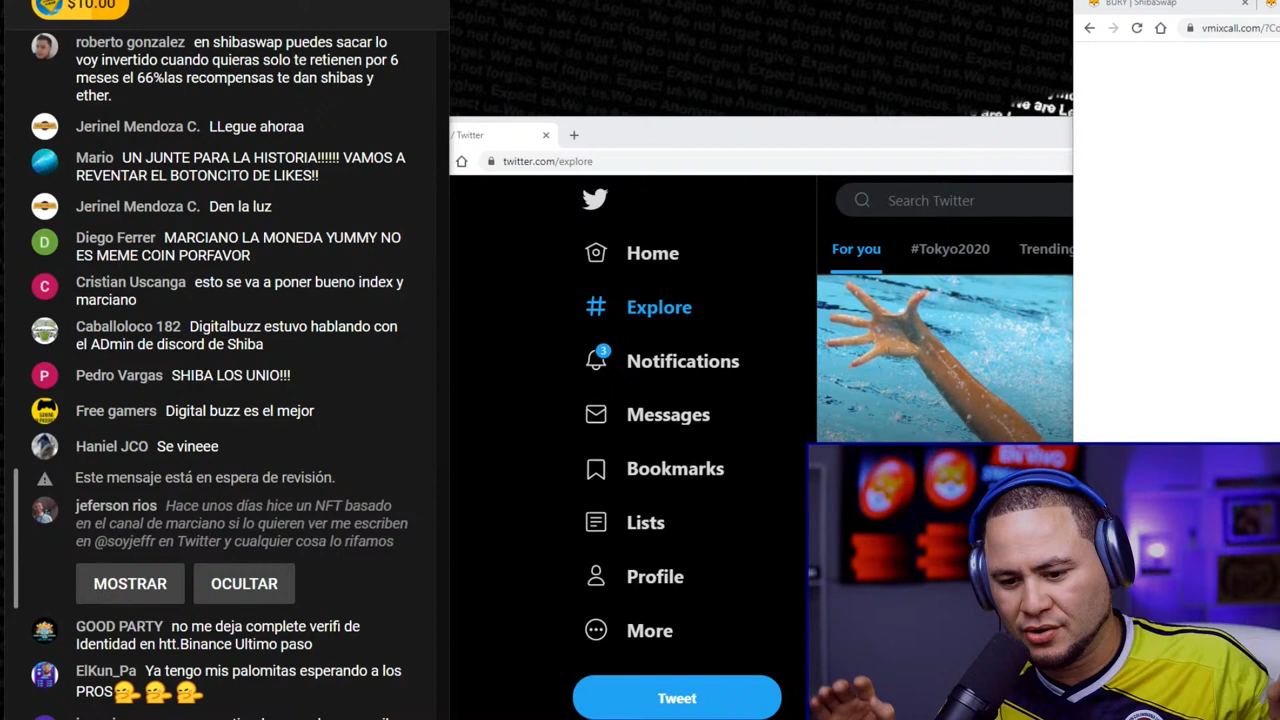 $10.00
roberto gonzalez en shibaswap puedes sacar lo
voy invertido cuando quieras solo te retienen por 6
meses el 66%las recompensas te dan shibas y
ether.
Jerinel Mendoza C. LLegue ahoraa
Mario UN JUNTE PARA LA HISTORIA!!!!!! VAMOS A
REVENTAR EL BOTONCITO DE LIKES!!
Jerinel Mendoza C. Den la luz
D
Diego Ferrer MARCIANO LA MONEDA YUMMY NO
ES MEME COIN PORFAVOR
C
Cristian Uscanga esto se va a poner bueno index y
marciano
Caballoloco 182 Digitalbuzz estuvo hablando con
el ADmin de discord de Shiba
P
Pedro Vargas SHIBA LOS UNIO!!!
Free gamers Digital buzz es el mejor
Haniel JCO Se vineee
Este mensaje está en espera de revisión.
jeferson rios Hace unos días hice un NFT basado
en el canal de marciano si lo quieren ver me escriben
en @soyjeffr en Twitter y cualquier cosa lo rifamos
MOSTRAR OCULTAR
GOOD PARTY no me deja complete verifi de
Identidad en htt.Binance Ultimo paso
ElKun_Pa Ya tengo mis palomitas esperando a los
PROS
/ Twitter
twitter.com/explore
Home
Explore
3
Notifications
Messages
Bookmarks
Lists
Profile
More
Tweet
Search Twitter
For you #Tokyo2020 Trending
BURY | ShibaSwap
vmixcall.com/?Co
We are Legion.
Expect us.We are Anonymous.